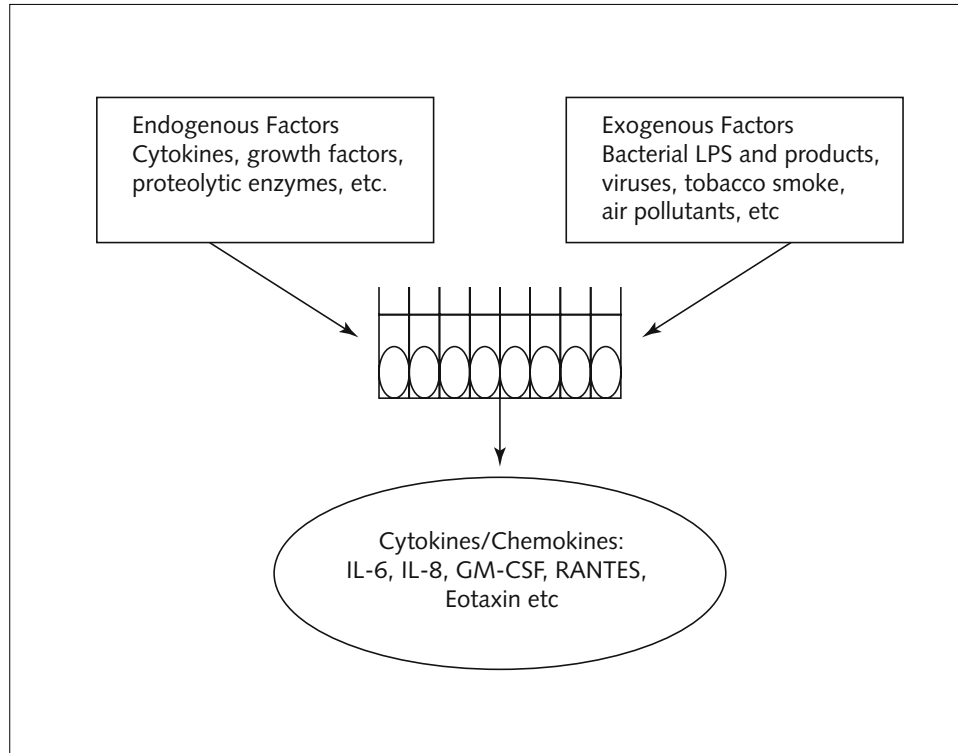 Endogenous Factors
Cytokines, growth factors,
proteolytic enzymes, etc.
Exogenous Factors
Bacterial LPS and products,
viruses, tobacco smoke,
air pollutants, etc
Cytokines/Chemokines:
IL-6, IL-8, GM-CSF, RANTES,
Eotaxin etc